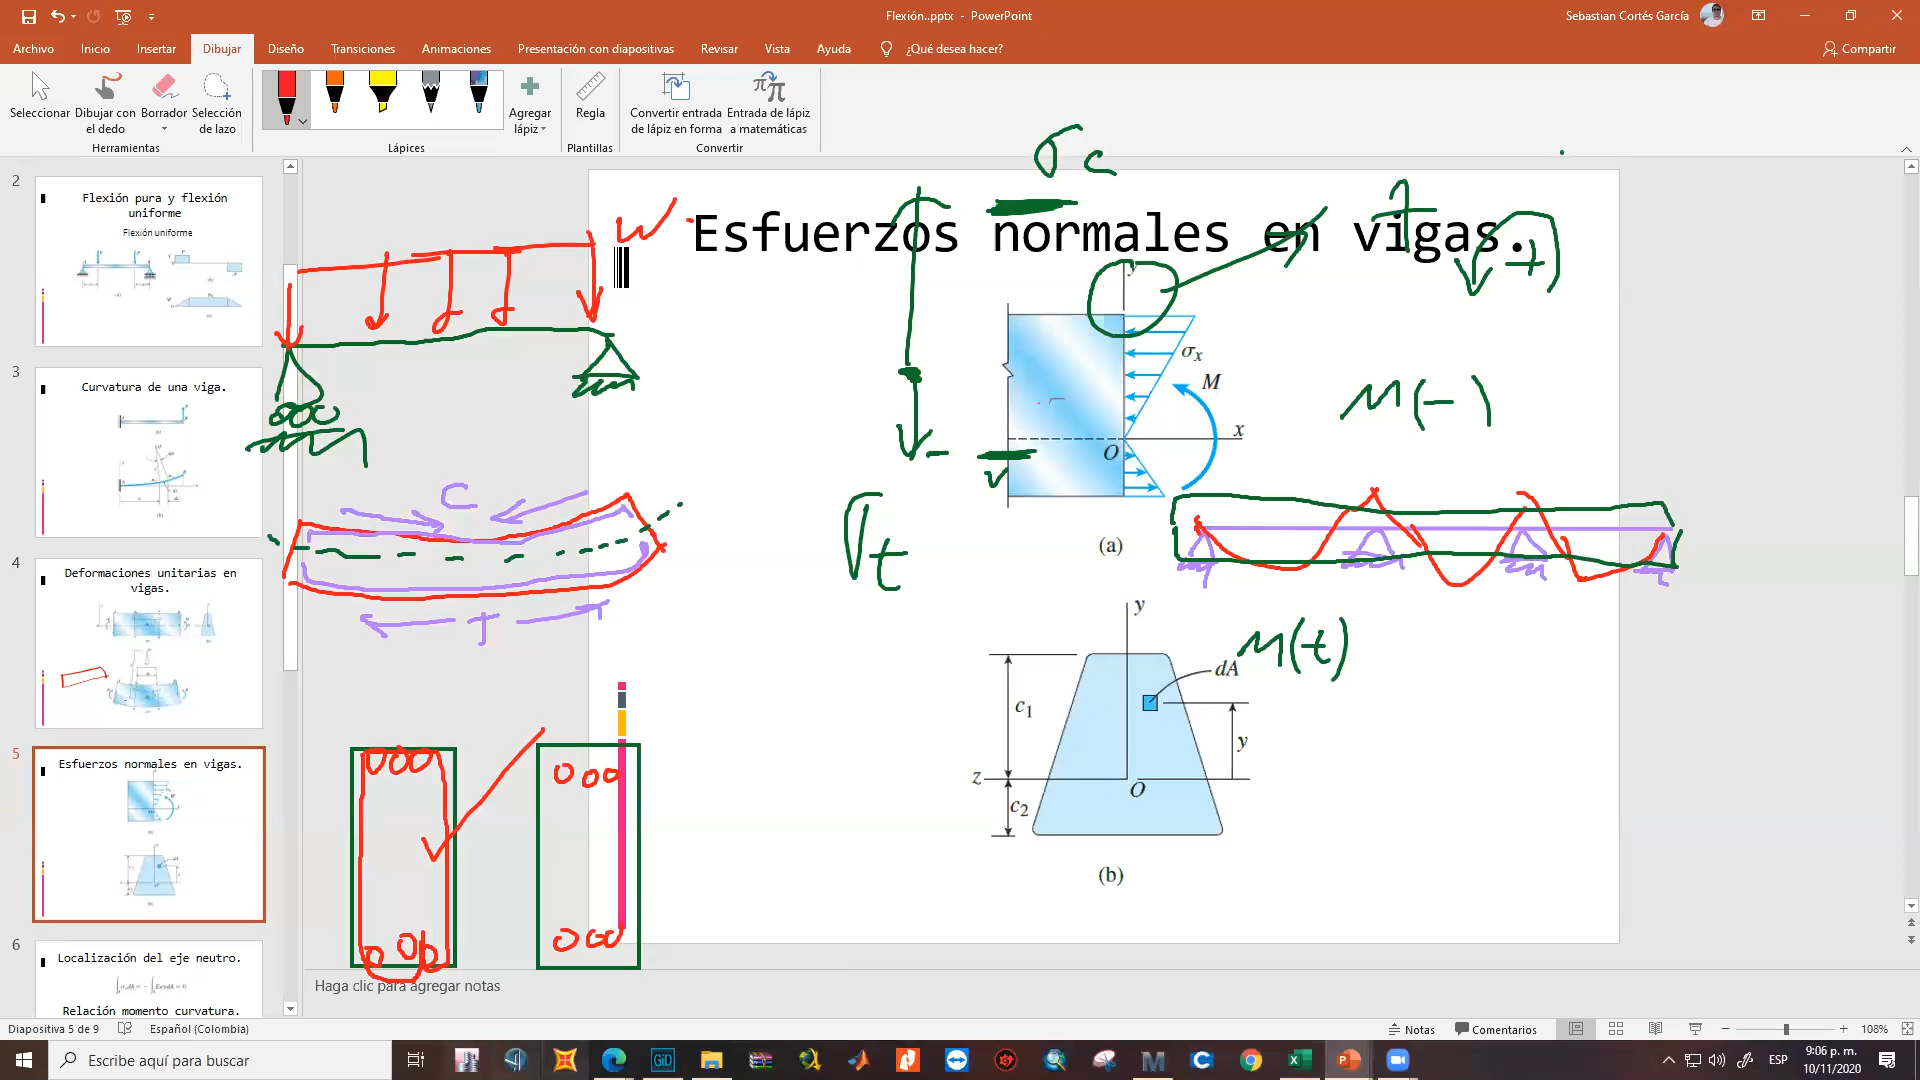 Flexión..pptx - PowerPoint
Sebastian Cortés García
Archivo Inicio Insertar Dibujar Diseño Transiciones Animaciones Presentación con diapositivas Revisar Vista Ayuda ¿Qué desea hacer? Compartir
Seleccionar
Dibujar con el dedo
Borrador
Selección de lazo
Agregar lápiz
Regla
Convertir entrada de lápiz en forma
Entrada de lápiz a matemáticas
Herramientas Lápices Plantillas Convertir
2
Flexión pura y flexión
uniforme
Flexión uniforme
3
Curvatura de una viga.
4
Deformaciones unitarias en
vigas.
5
Esfuerzos normales en vigas.
6
Localización del eje neutro.
Relación momento curvatura.
σc
W
Esfuerzos normales en vigas.
+
y
σx
M
x
O
M(-)
C
T
σt
(a)
M(+)
y
dA
c1
y
z
O
c2
(b)
Haga clic para agregar notas
Diapositiva 5 de 9 Español (Colombia) Notas Comentarios 108%
Escribe aquí para buscar
GiD
ESP
9:06 p. m.
10/11/2020